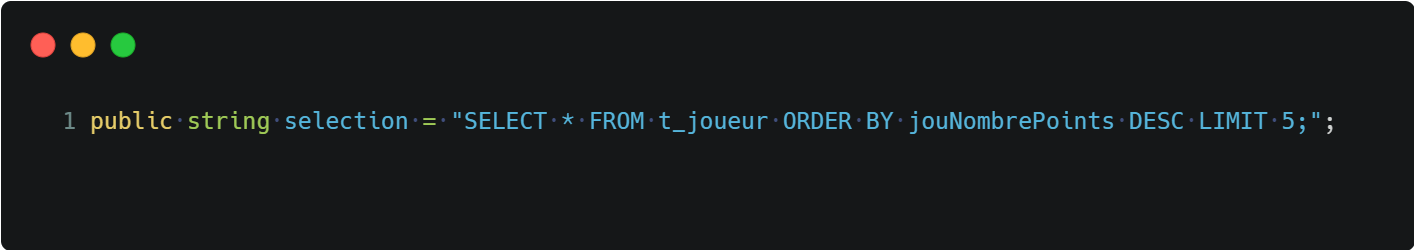 1 public string selection = "SELECT * FROM t_joueur ORDER BY jouNombrePoints DESC LIMIT 5;";